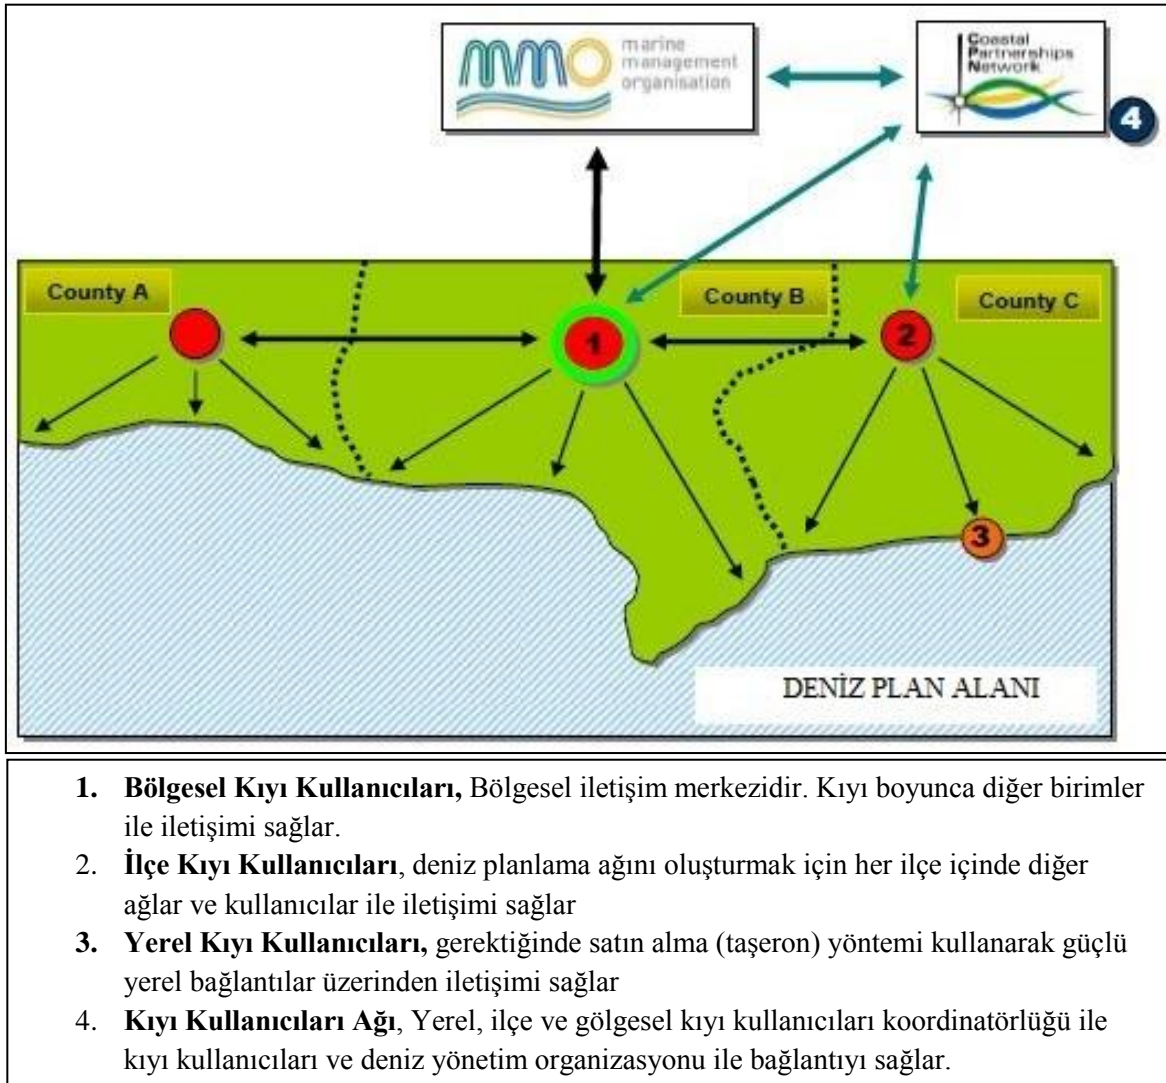 mmo marine
management
organisation
Coastal
Partnerships
Network
4
County A
County B
County C
1
2
3
DENİZ PLAN ALANI
1. Bölgesel Kıyı Kullanıcıları, Bölgesel iletişim merkezidir. Kıyı boyunca diğer birimler
ile iletişimi sağlar.
2. İlçe Kıyı Kullanıcıları, deniz planlama ağını oluşturmak için her ilçe içinde diğer
ağlar ve kullanıcılar ile iletişimi sağlar
3. Yerel Kıyı Kullanıcıları, gerektiğinde satın alma (taşeron) yöntemi kullanarak güçlü
yerel bağlantılar üzerinden iletişimi sağlar
4. Kıyı Kullanıcıları Ağı, Yerel, ilçe ve gölgesel kıyı kullanıcıları koordinatörlüğü ile
kıyı kullanıcıları ve deniz yönetim organizasyonu ile bağlantıyı sağlar.